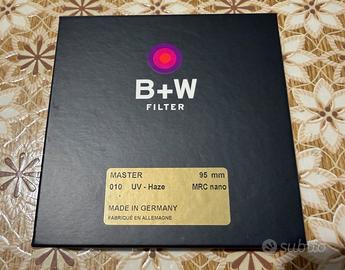 B+W
FILTER
MASTER 95 mm
010 UV - Haze MRC nano
MADE IN GERMANY
FABRIQUÉ EN ALLEMAGNE
subito